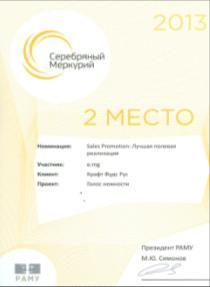 2013
Серебряный
Меркурий
2 МЕСТО
Номинация: Sales Promotion: Лучшая полевая
реализация
Участник: e:mg
Клиент: Крафт Фудс Рус
Проект: Голос нежности
Президент РАМУ
М.Ю. Симонов
РАМУ